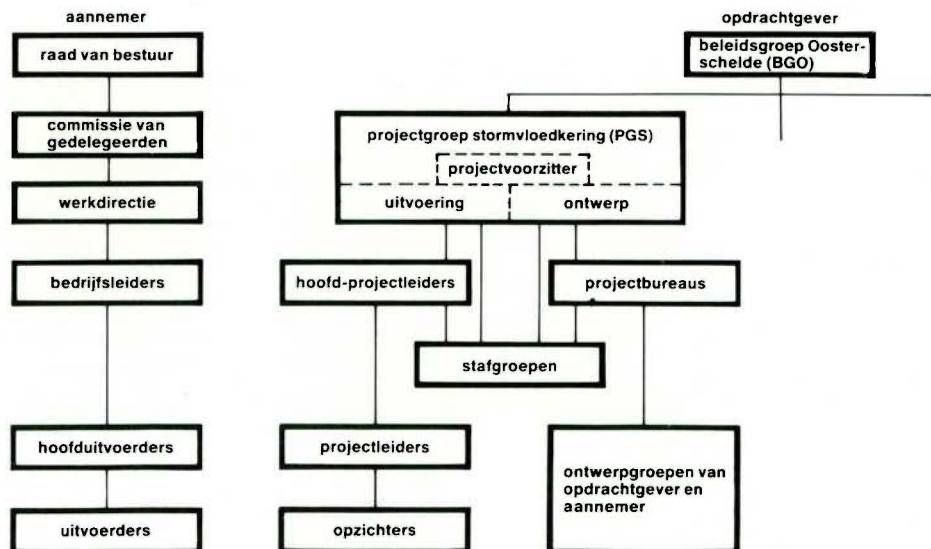 aannemer
raad van bestuur
commissie van
gedelegeerden
werkdirectie
bedrijfsleiders
hoofduitvoerders
uitvoerders
opdrachtgever
beleidsgroep Ooster-
schelde (BGO)
projectgroep stormvloedkering (PGS)
projectvoorzitter
uitvoering
ontwerp
hoofd-projectleiders
projectbureaus
stafgroepen
projectleiders
opzichters
ontwerpgroepen van
opdrachtgever en
aannemer